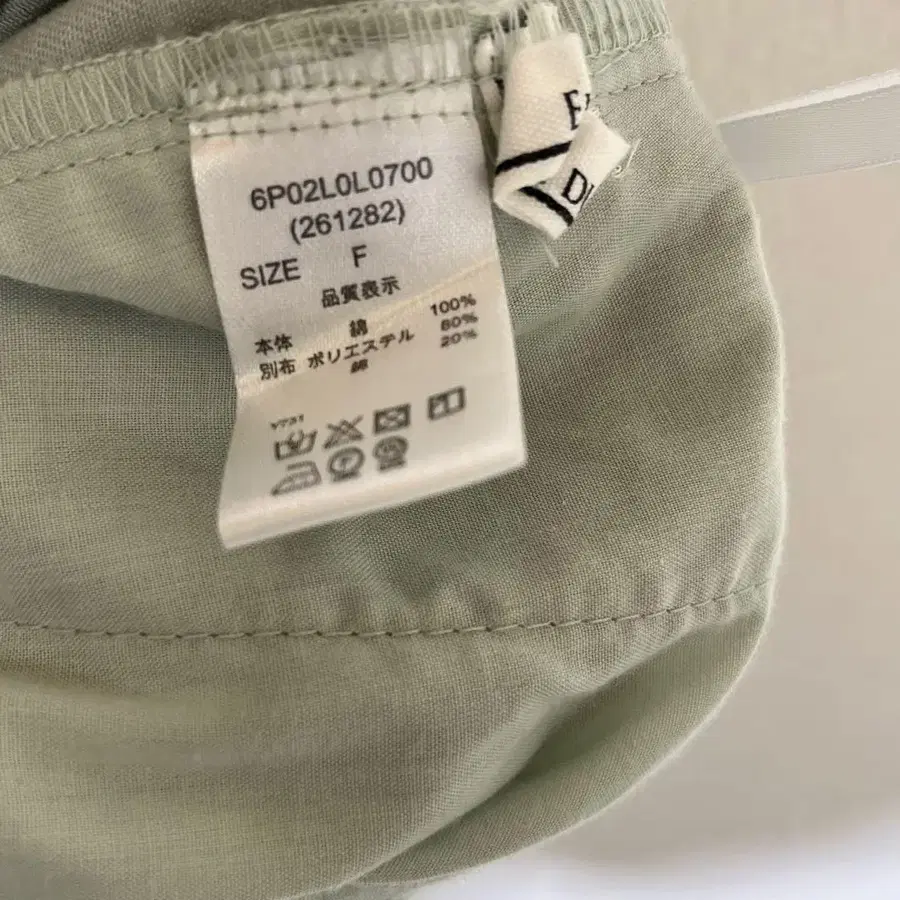 6P02L0L0700
(261282)
SIZE F
品質表示
本体 綿 100%
別布 ポリエステル 80%
綿 20%
Y731